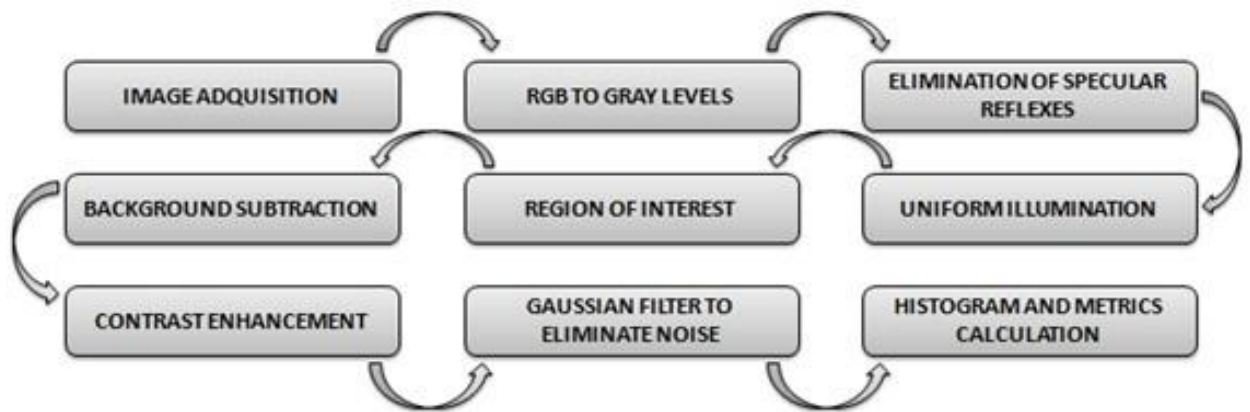 IMAGE ADQUISITION
RGB TO GRAY LEVELS
ELIMINATION OF SPECULAR
REFLEXES
UNIFORM ILLUMINATION
REGION OF INTEREST
BACKGROUND SUBTRACTION
CONTRAST ENHANCEMENT
GAUSSIAN FILTER TO
ELIMINATE NOISE
HISTOGRAM AND METRICS
CALCULATION